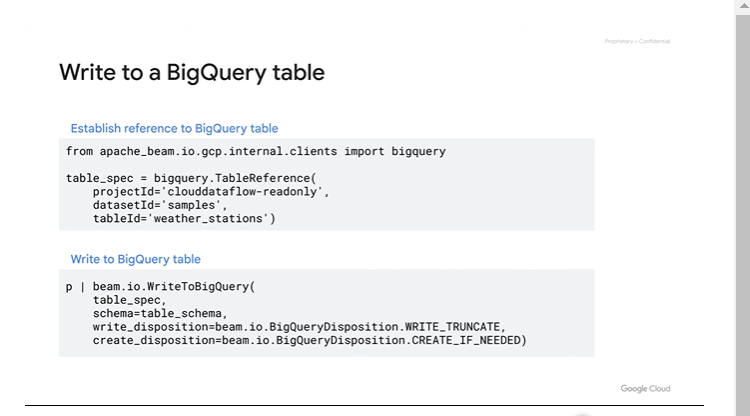 Proprietary + Confidential
Write to a BigQuery table
Establish reference to BigQuery table
from apache_beam.io.gcp.internal.clients import bigquery
table_spec = bigquery.TableReference(
    projectId='clouddataflow-readonly',
    datasetId='samples',
    tableId='weather_stations')
Write to BigQuery table
p | beam.io.WriteToBigQuery(
    table_spec,
    schema=table_schema,
    write_disposition=beam.io.BigQueryDisposition.WRITE_TRUNCATE,
    create_disposition=beam.io.BigQueryDisposition.CREATE_IF_NEEDED)
Google Cloud